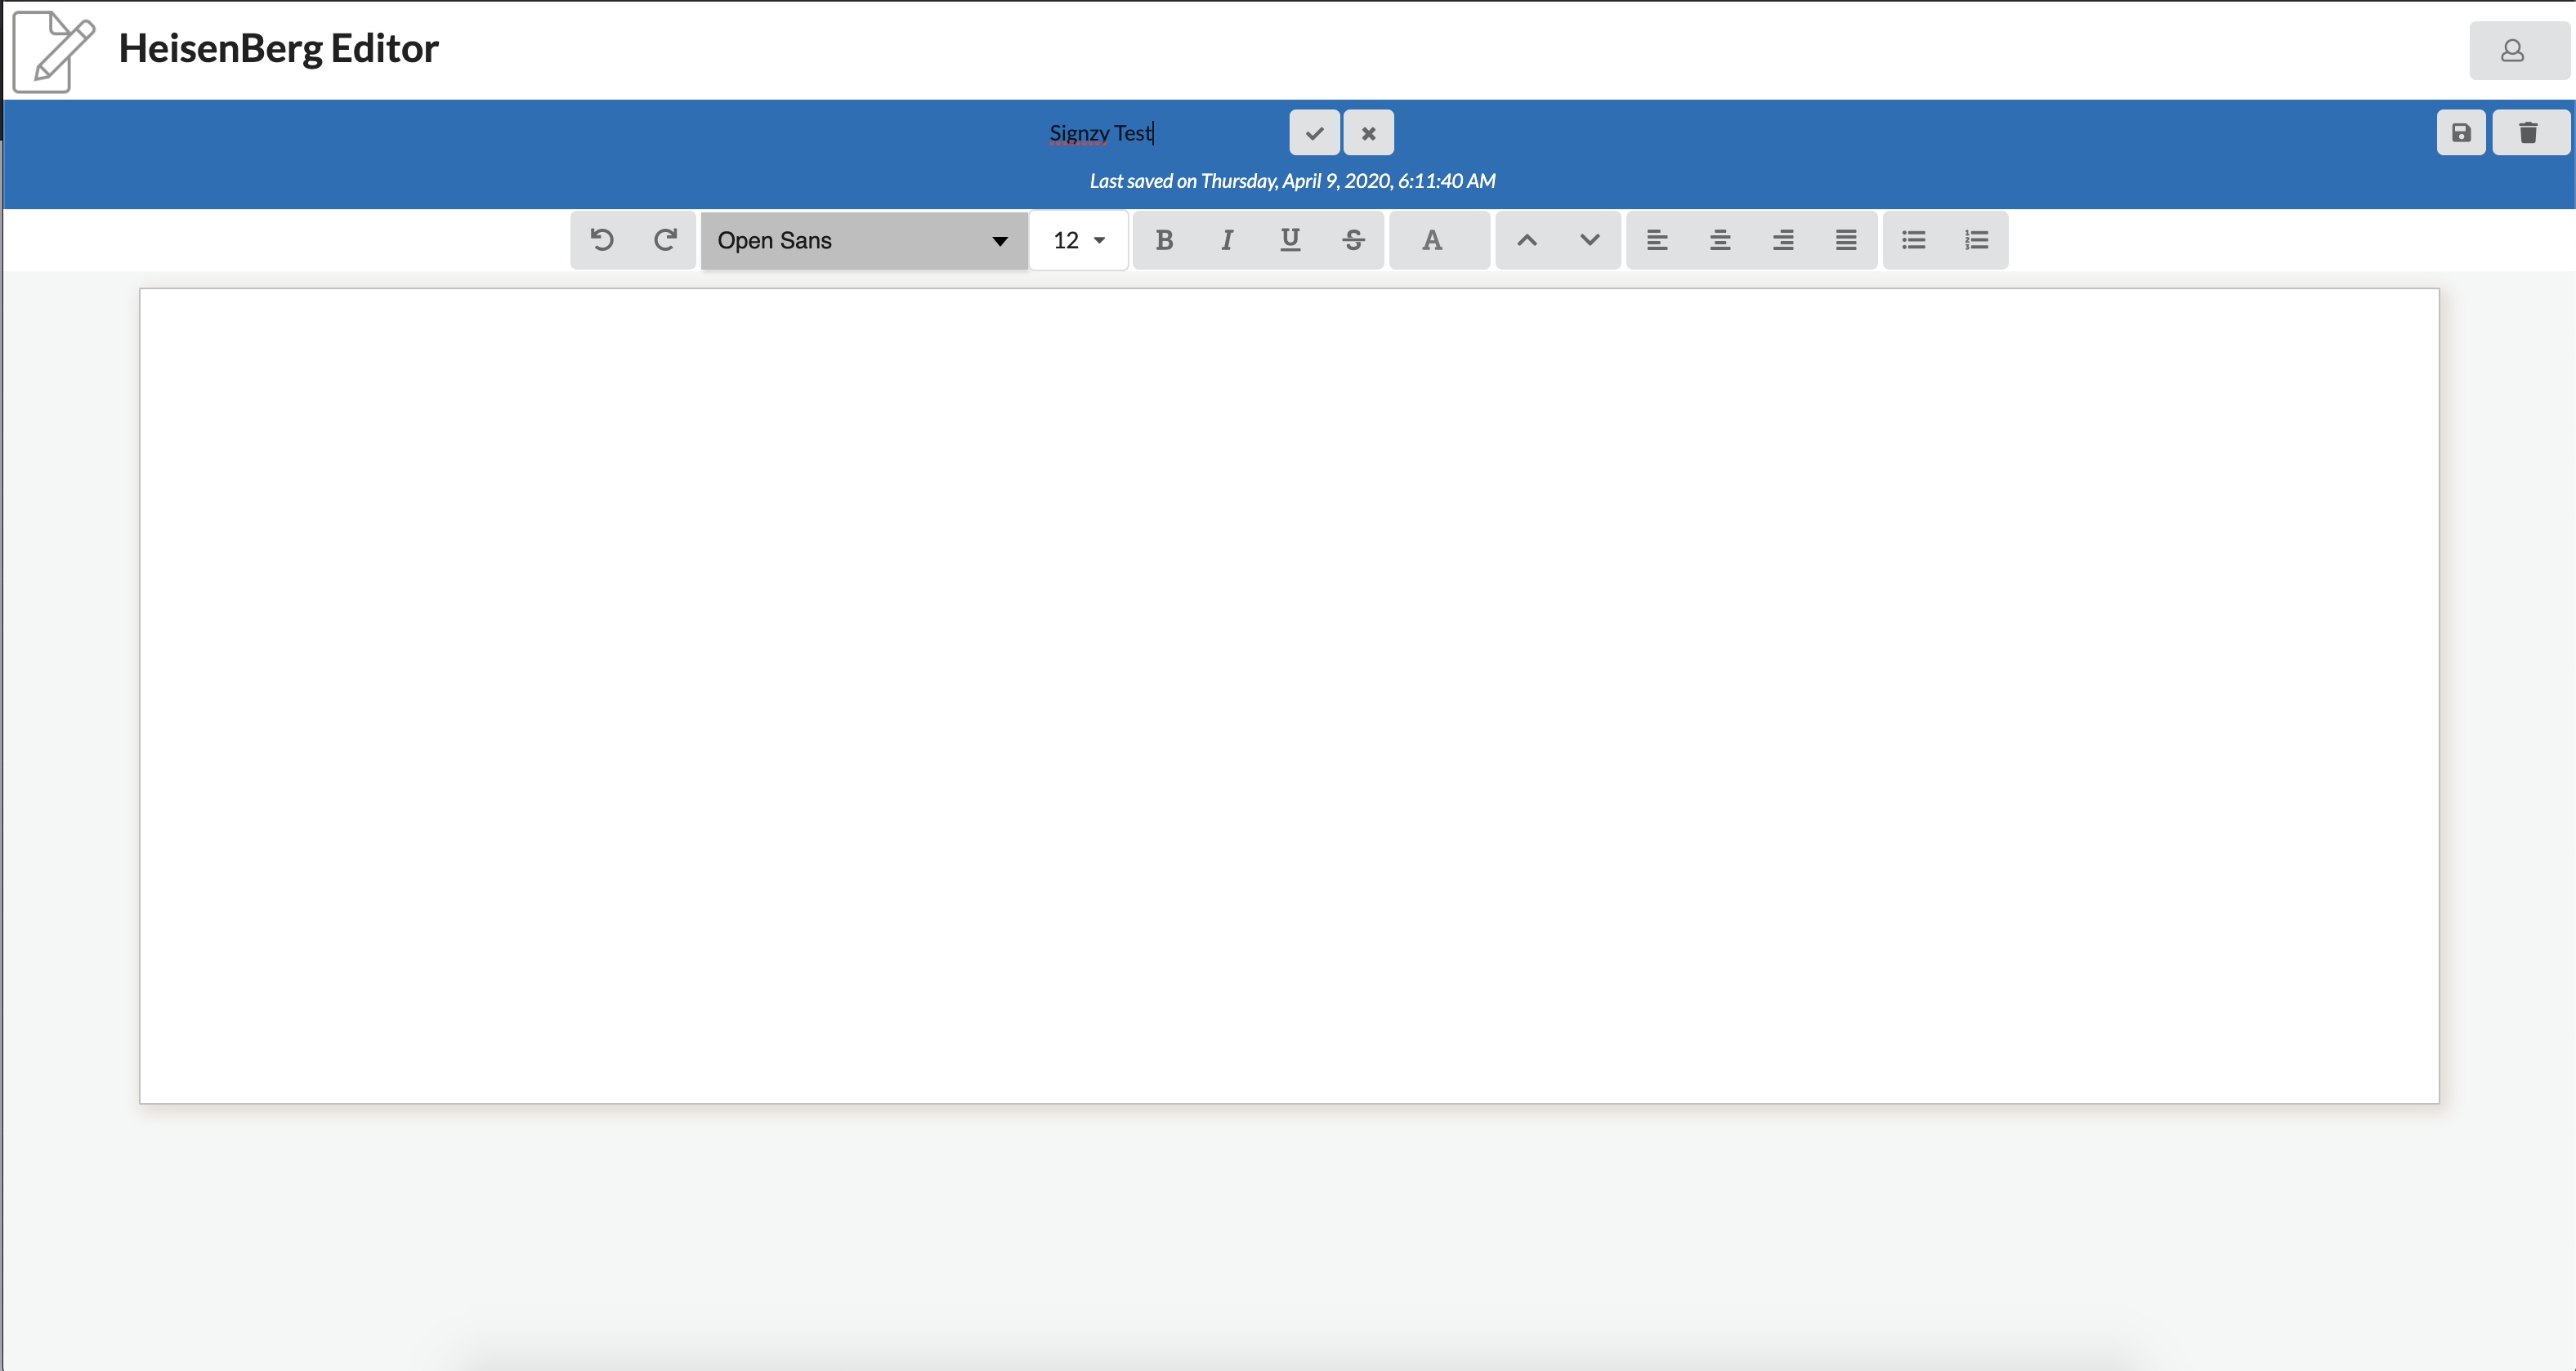 HeisenBerg Editor
Signzy Test
Last saved on Thursday, April 9, 2020, 6:11:40 AM
Open Sans 12 B I U S A